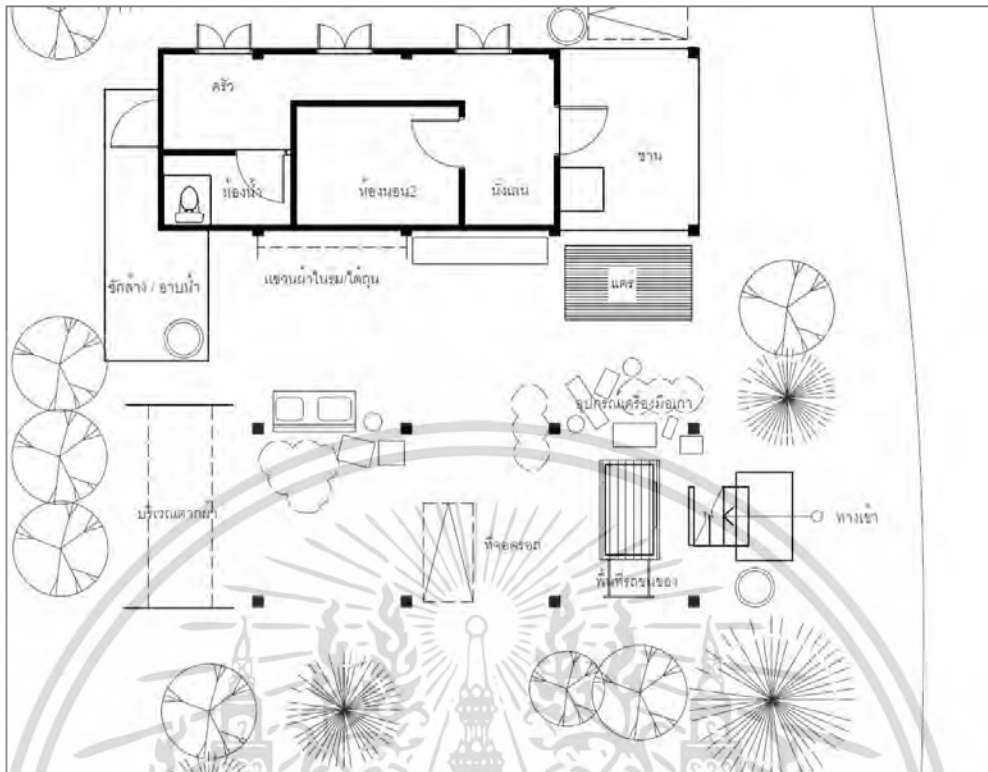 ครัว
ชาน
ห้องน้ำ
ห้องนอน2
นั่งเล่น
แขวนผ้าในร่ม/ใต้ถุน
ซักล้าง / อาบน้ำ
แคร่
อุปกรณ์เครื่องมือเก่า
บริเวณตากผ้า
ทางเข้า
ที่จอดรถ
พื้นที่รถขนของ